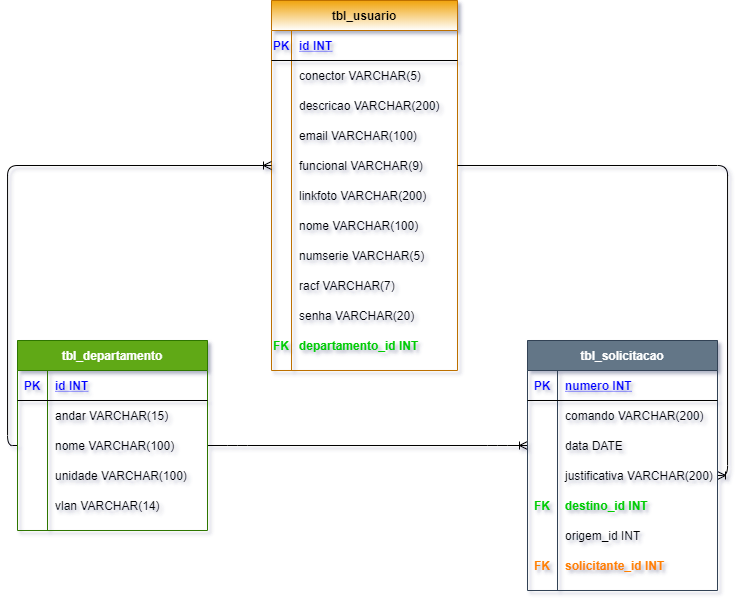 tbl_usuario
PK id INT
conector VARCHAR(5)
descricao VARCHAR(200)
email VARCHAR(100)
funcional VARCHAR(9)
linkfoto VARCHAR(200)
nome VARCHAR(100)
numserie VARCHAR(5)
racf VARCHAR(7)
senha VARCHAR(20)
FK departamento_id INT
tbl_departamento
PK id INT
andar VARCHAR(15)
nome VARCHAR(100)
unidade VARCHAR(100)
vlan VARCHAR(14)
tbl_solicitacao
PK numero INT
comando VARCHAR(200)
data DATE
justificativa VARCHAR(200)
FK destino_id INT
origem_id INT
FK solicitante_id INT